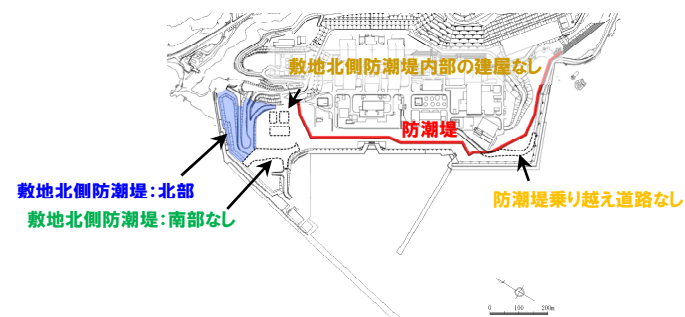 敷地北側防潮堤内部の建屋なし
防潮堤
敷地北側防潮堤：北部
敷地北側防潮堤：南部なし
防潮堤乗り越え道路なし
0 100 200m